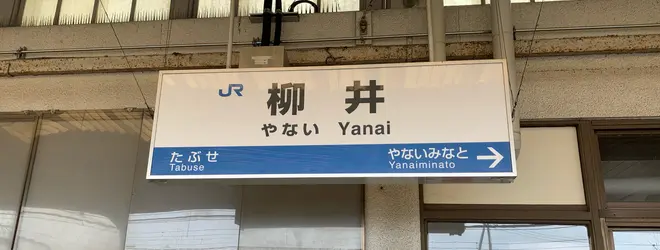 JR 柳井
やない Yanai
たぶせ やないみなと →
Tabuse Yanaiminato